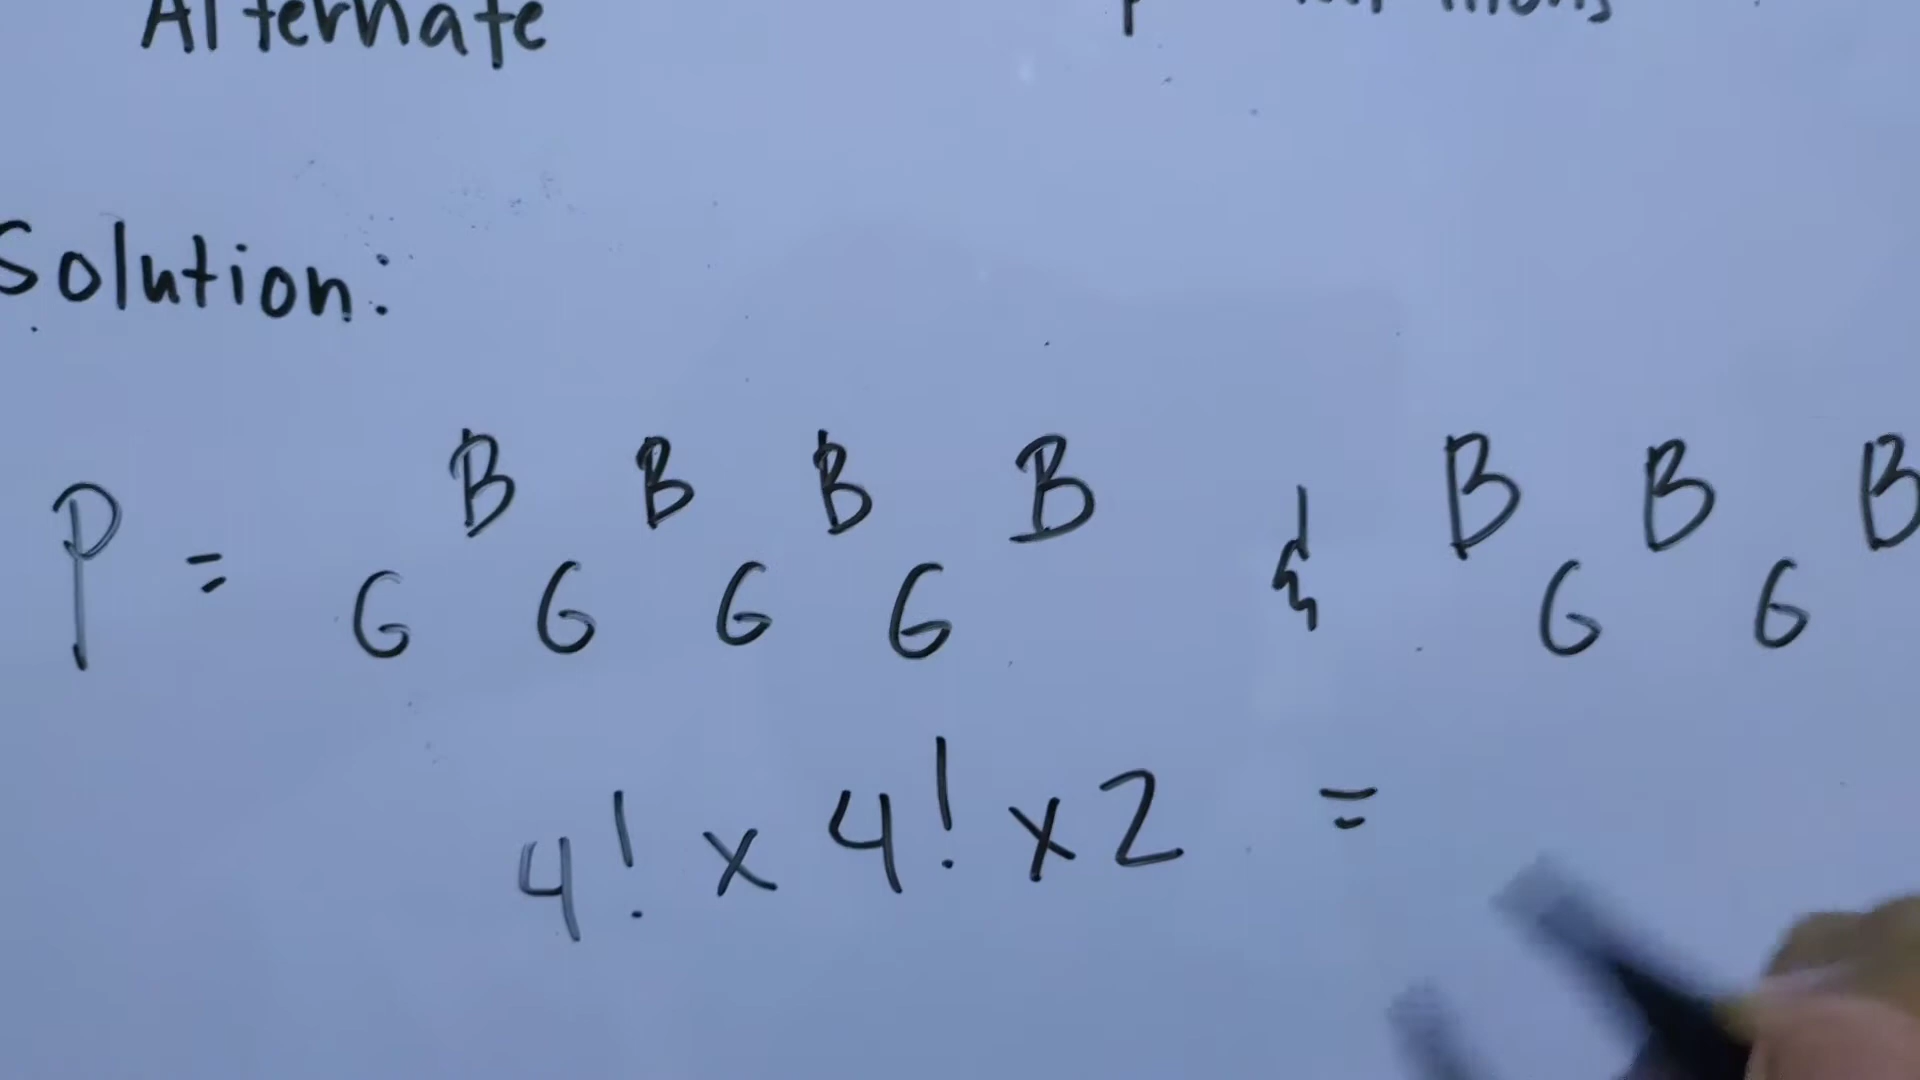 Alternate
Solution:
P = G B G B G B G B & B G B G B
4! x 4! x 2 =